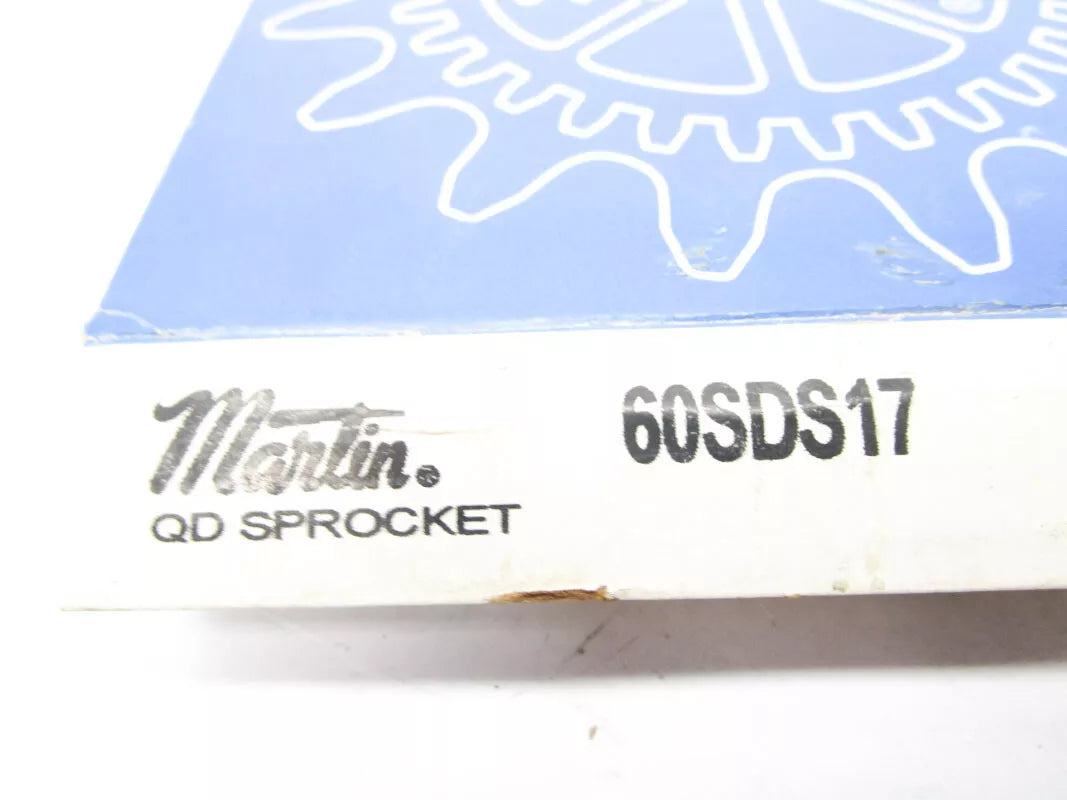 Martin®
60SDS17
QD SPROCKET